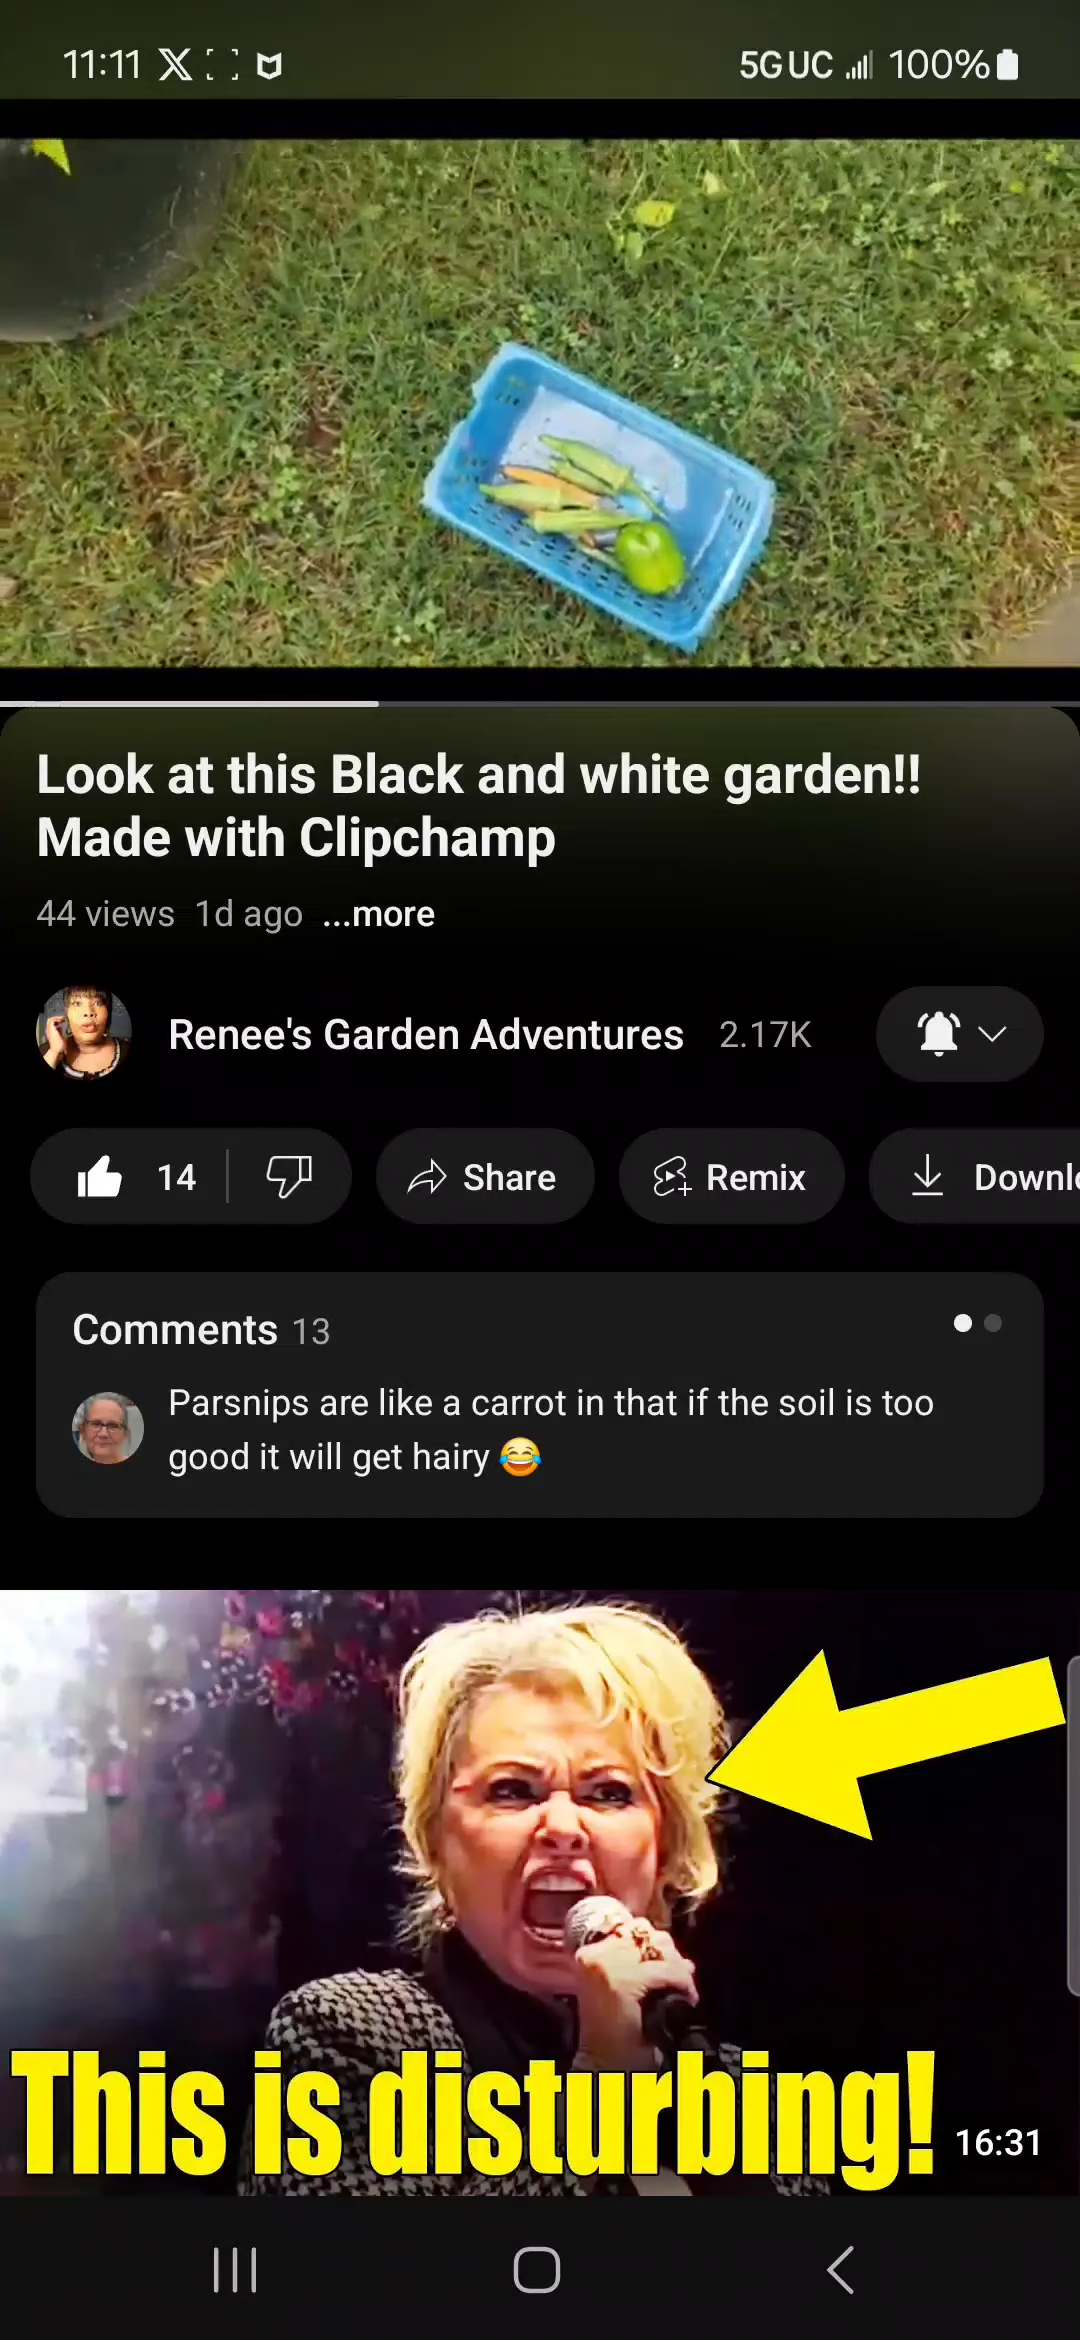 11:11 5G UC 100%
Look at this Black and white garden!!
Made with Clipchamp
44 views 1d ago ...more
Renee's Garden Adventures 2.17K
14 Share Remix Downlo
Comments 13
Parsnips are like a carrot in that if the soil is too
good it will get hairy 😂
This is disturbing!
16:31